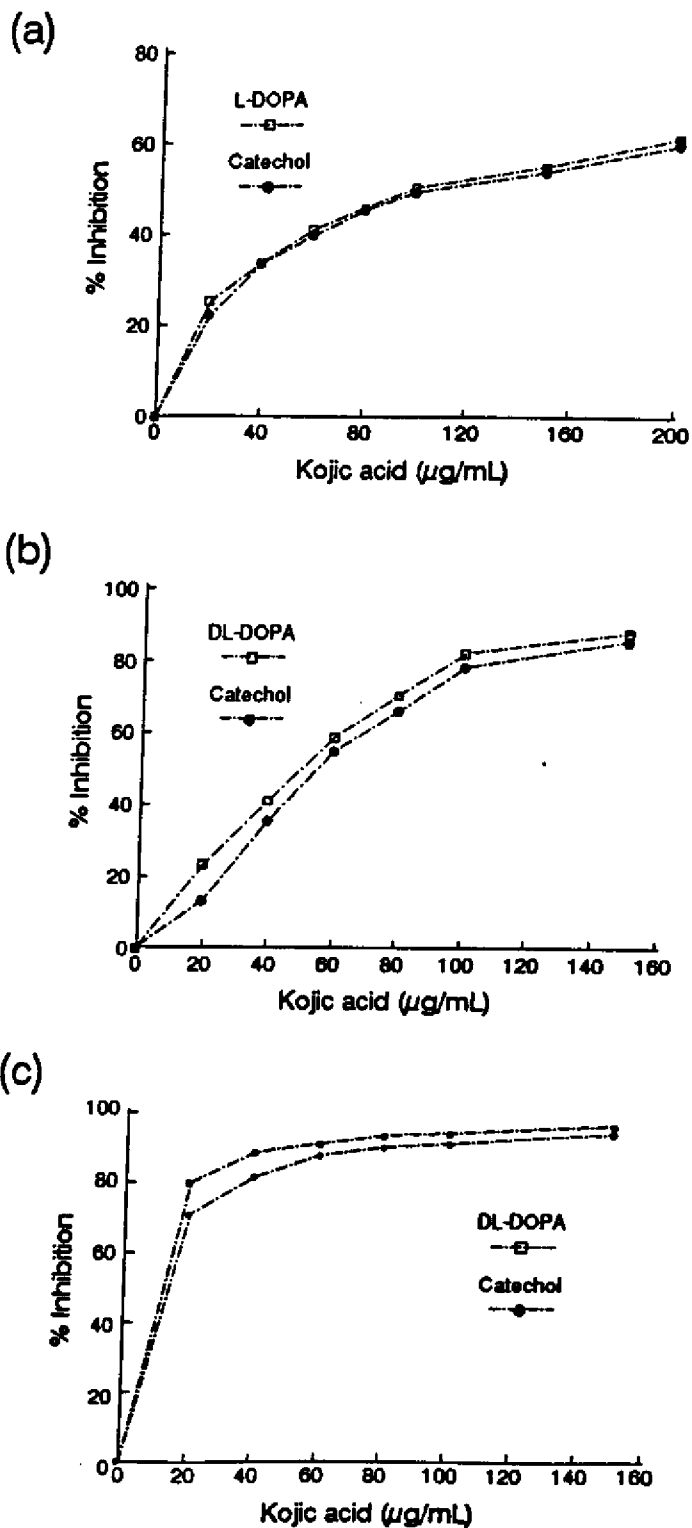 (a)
80
60
40
20
0
% Inhibition
L-DOPA
Catechol
0 40 80 120 160 200
Kojic acid (μg/mL)
(b)
100
80
60
40
20
0
% Inhibition
DL-DOPA
Catechol
0 20 40 60 80 100 120 140 160
Kojic acid (μg/mL)
(c)
100
80
60
40
20
0
% Inhibition
DL-DOPA
Catechol
0 20 40 60 80 100 120 140 160
Kojic acid (μg/mL)